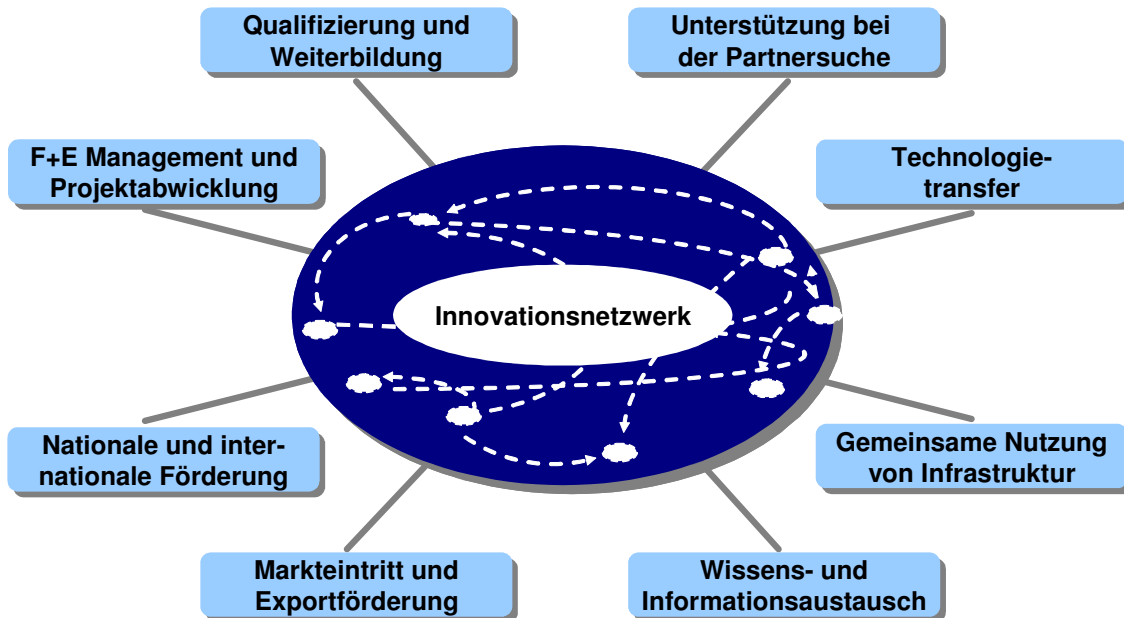 Qualifizierung und
Weiterbildung
Unterstützung bei
der Partnersuche
F+E Management und
Projektabwicklung
Technologie-
transfer
Innovationsnetzwerk
Nationale und inter-
nationale Förderung
Gemeinsame Nutzung
von Infrastruktur
Markteintritt und
Exportförderung
Wissens- und
Informationsaustausch